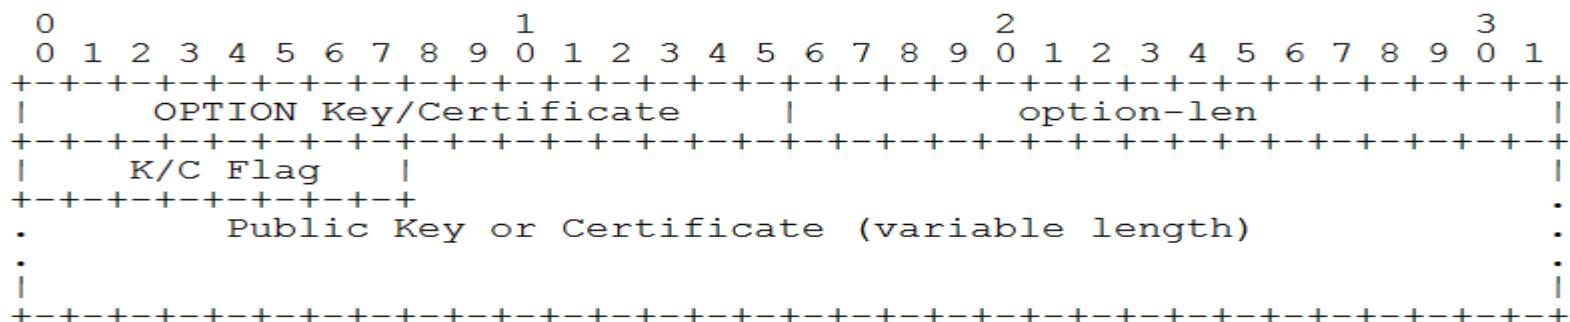 0                   1                   2                   3
 0 1 2 3 4 5 6 7 8 9 0 1 2 3 4 5 6 7 8 9 0 1 2 3 4 5 6 7 8 9 0 1
+-+-+-+-+-+-+-+-+-+-+-+-+-+-+-+-+-+-+-+-+-+-+-+-+-+-+-+-+-+-+-+-+
|     OPTION Key/Certificate    |         option-len            |
+-+-+-+-+-+-+-+-+-+-+-+-+-+-+-+-+-+-+-+-+-+-+-+-+-+-+-+-+-+-+-+-+
|    K/C Flag   |                                               |
+-+-+-+-+-+-+-+-+                                               .
.        Public Key or Certificate (variable length)            .
.                                                               .
|                                                               |
+-+-+-+-+-+-+-+-+-+-+-+-+-+-+-+-+-+-+-+-+-+-+-+-+-+-+-+-+-+-+-+-+